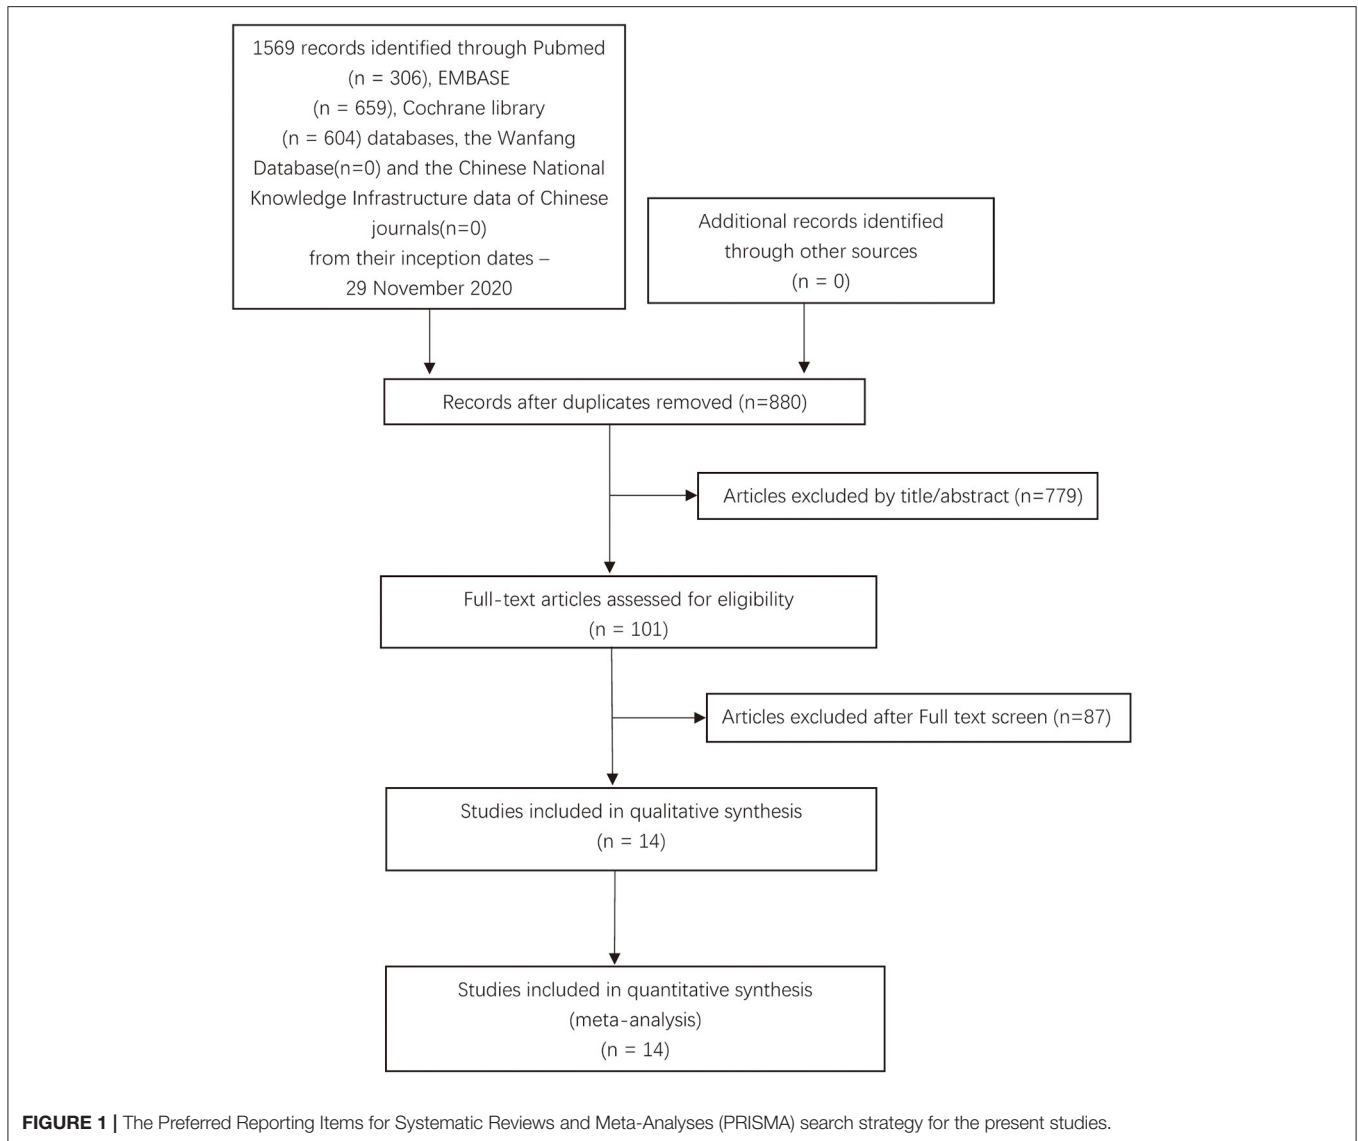 1569 records identified through Pubmed
(n = 306), EMBASE
(n = 659), Cochrane library
(n = 604) databases, the Wanfang
Database(n=0) and the Chinese National
Knowledge Infrastructure data of Chinese
journals(n=0)
from their inception dates –
29 November 2020
Additional records identified
through other sources
(n = 0)
Records after duplicates removed (n=880)
Articles excluded by title/abstract (n=779)
Full-text articles assessed for eligibility
(n = 101)
Articles excluded after Full text screen (n=87)
Studies included in qualitative synthesis
(n = 14)
Studies included in quantitative synthesis
(meta-analysis)
(n = 14)
FIGURE 1 | The Preferred Reporting Items for Systematic Reviews and Meta-Analyses (PRISMA) search strategy for the present studies.